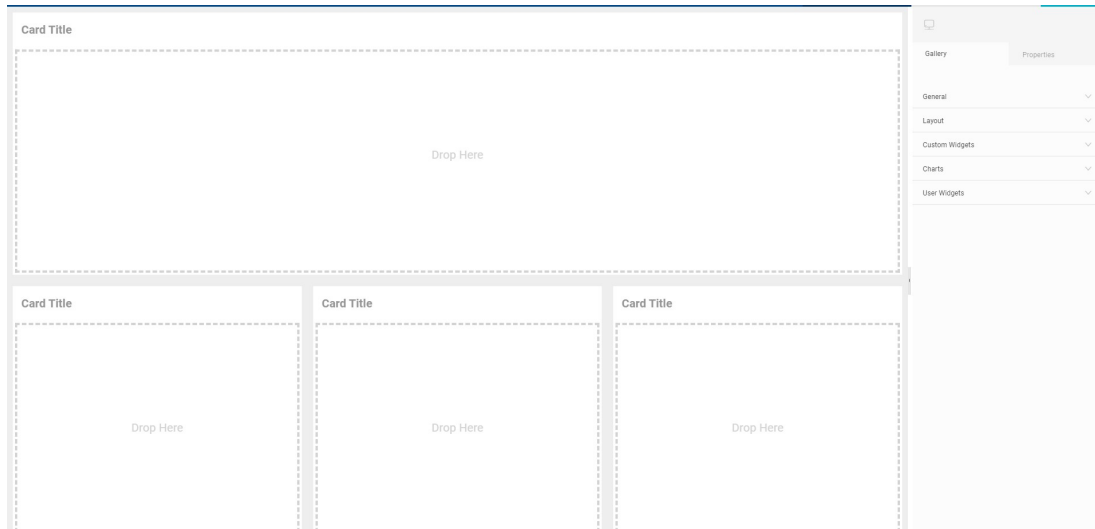 Card Title
Drop Here
Card Title
Card Title
Card Title
Drop Here
Drop Here
Drop Here
Gallery
Properties
General
Layout
Custom Widgets
Charts
User Widgets